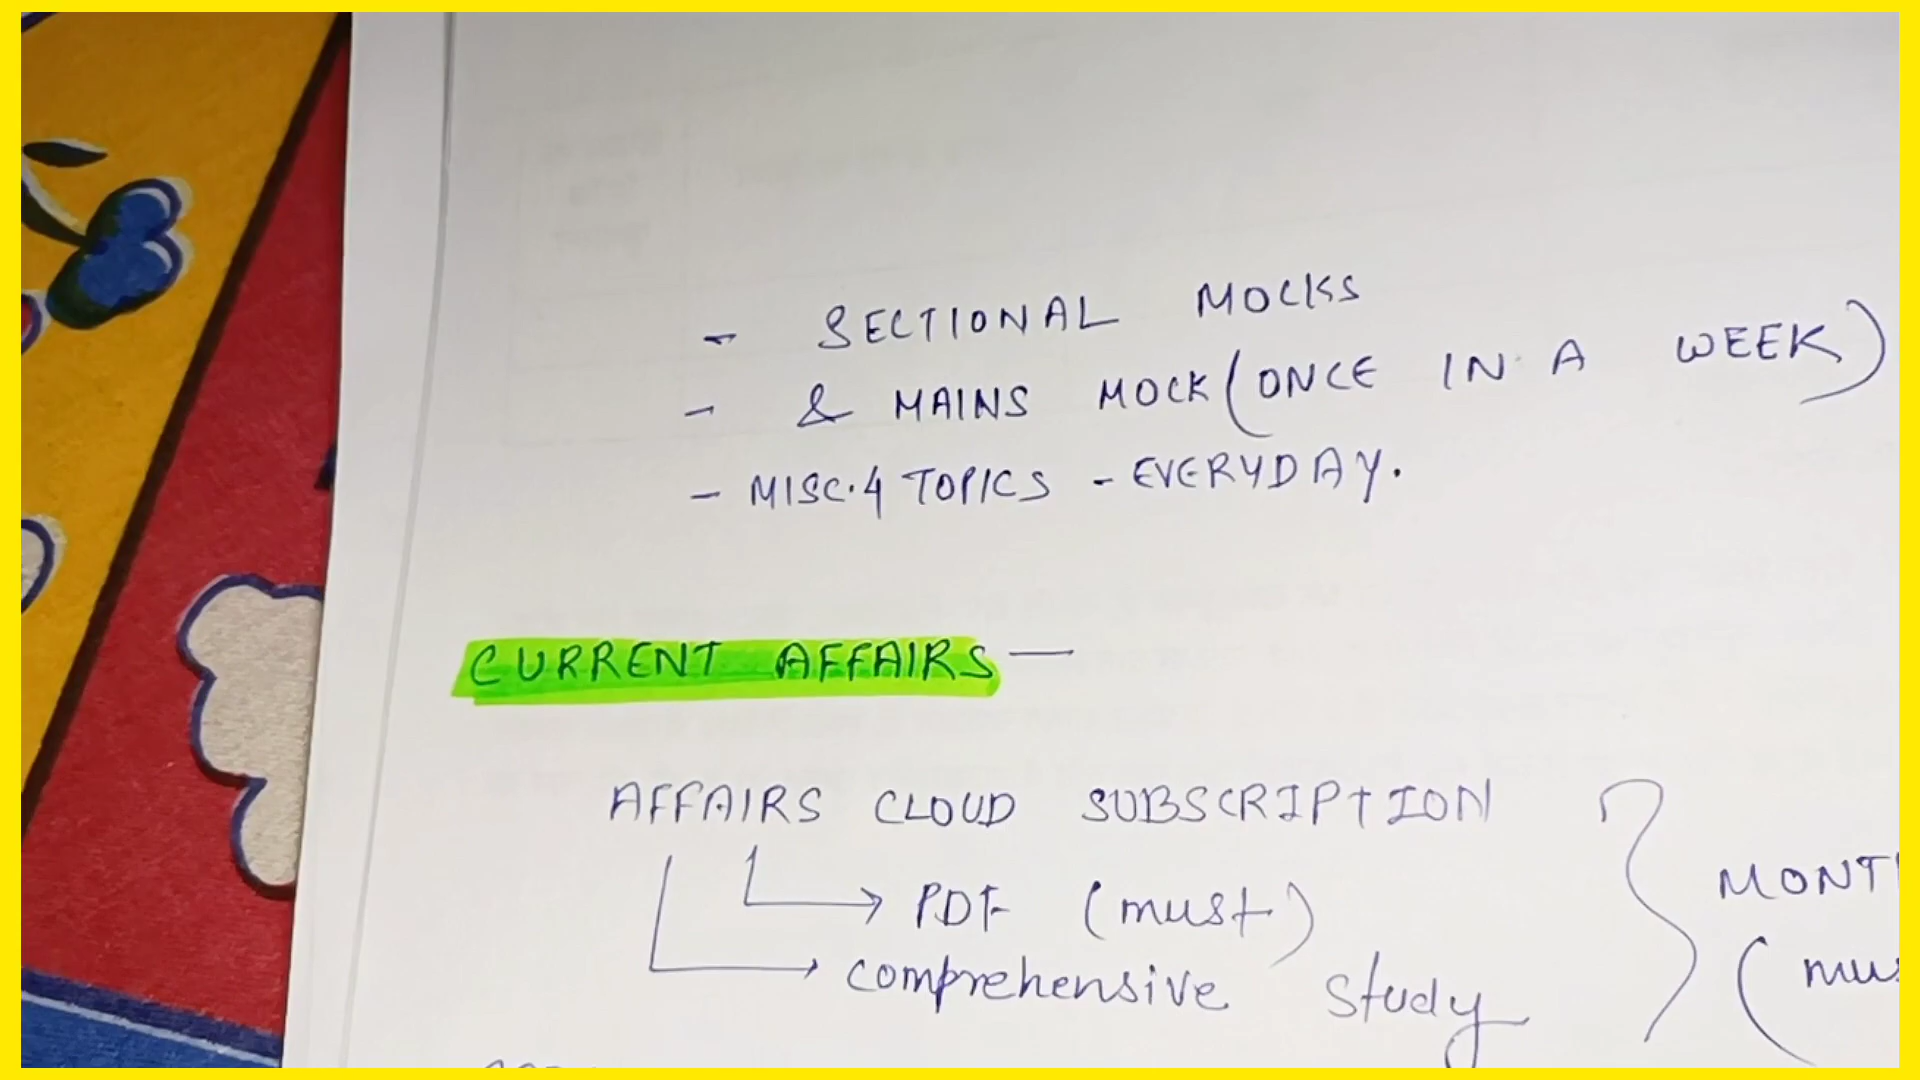 - SECTIONAL MOCKS
- & MAINS MOCK (ONCE IN A WEEK)
- MISC. 4 TOPICS - EVERYDAY.
CURRENT AFFAIRS —
AFFAIRS CLOUD SUBSCRIPTION
→ PDF (must)
→ comprehensive study